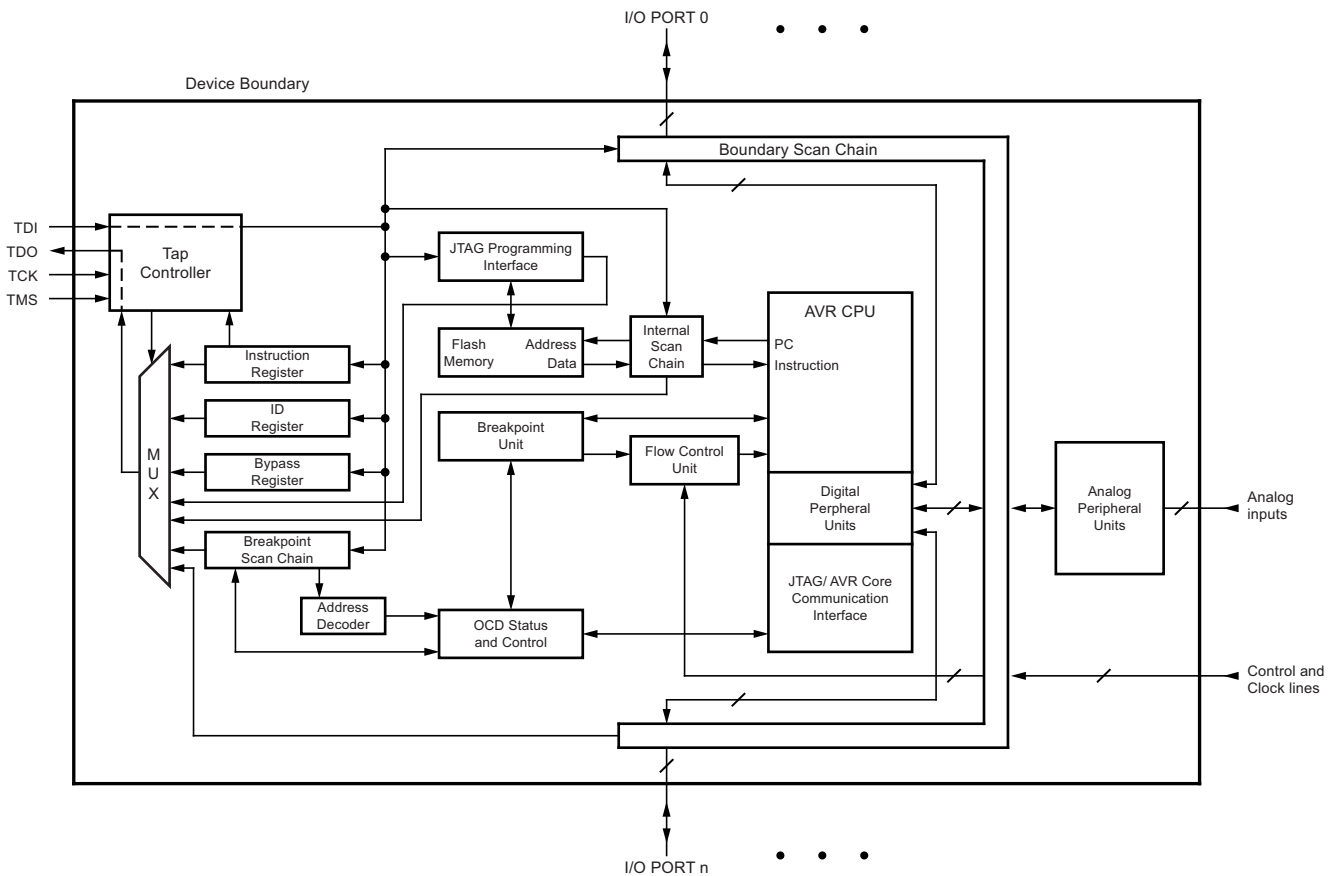 I/O PORT 0
Device Boundary
Boundary Scan Chain
TDI
TDO
TCK
TMS
Tap
Controller
JTAG Programming
Interface
AVR CPU
Internal
Scan
Chain
Flash
Memory
Address
Data
PC
Instruction
Instruction
Register
ID
Register
Breakpoint
Unit
Flow Control
Unit
MUX
Bypass
Register
Digital
Perpheral
Units
Analog
Peripheral
Units
Analog
inputs
Breakpoint
Scan Chain
JTAG/ AVR Core
Communication
Interface
Address
Decoder
OCD Status
and Control
Control and
Clock lines
I/O PORT n